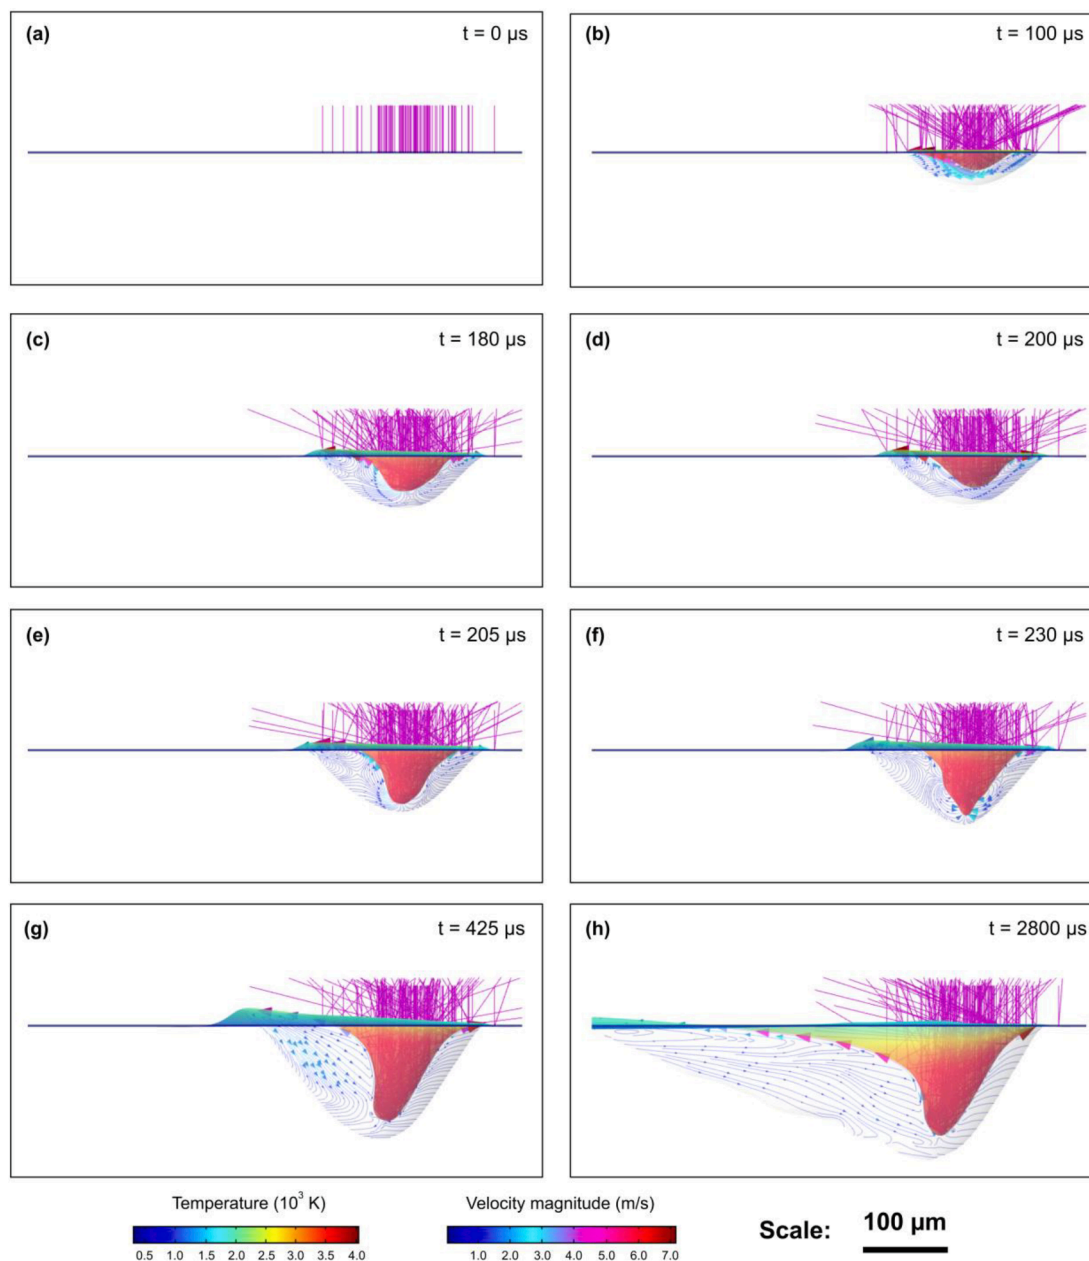 (a) t = 0 µs
(b) t = 100 µs
(c) t = 180 µs
(d) t = 200 µs
(e) t = 205 µs
(f) t = 230 µs
(g) t = 425 µs
(h) t = 2800 µs
Temperature (10³ K)
0.5 1.0 1.5 2.0 2.5 3.0 3.5 4.0
Velocity magnitude (m/s)
1.0 2.0 3.0 4.0 5.0 6.0 7.0
Scale: 100 µm